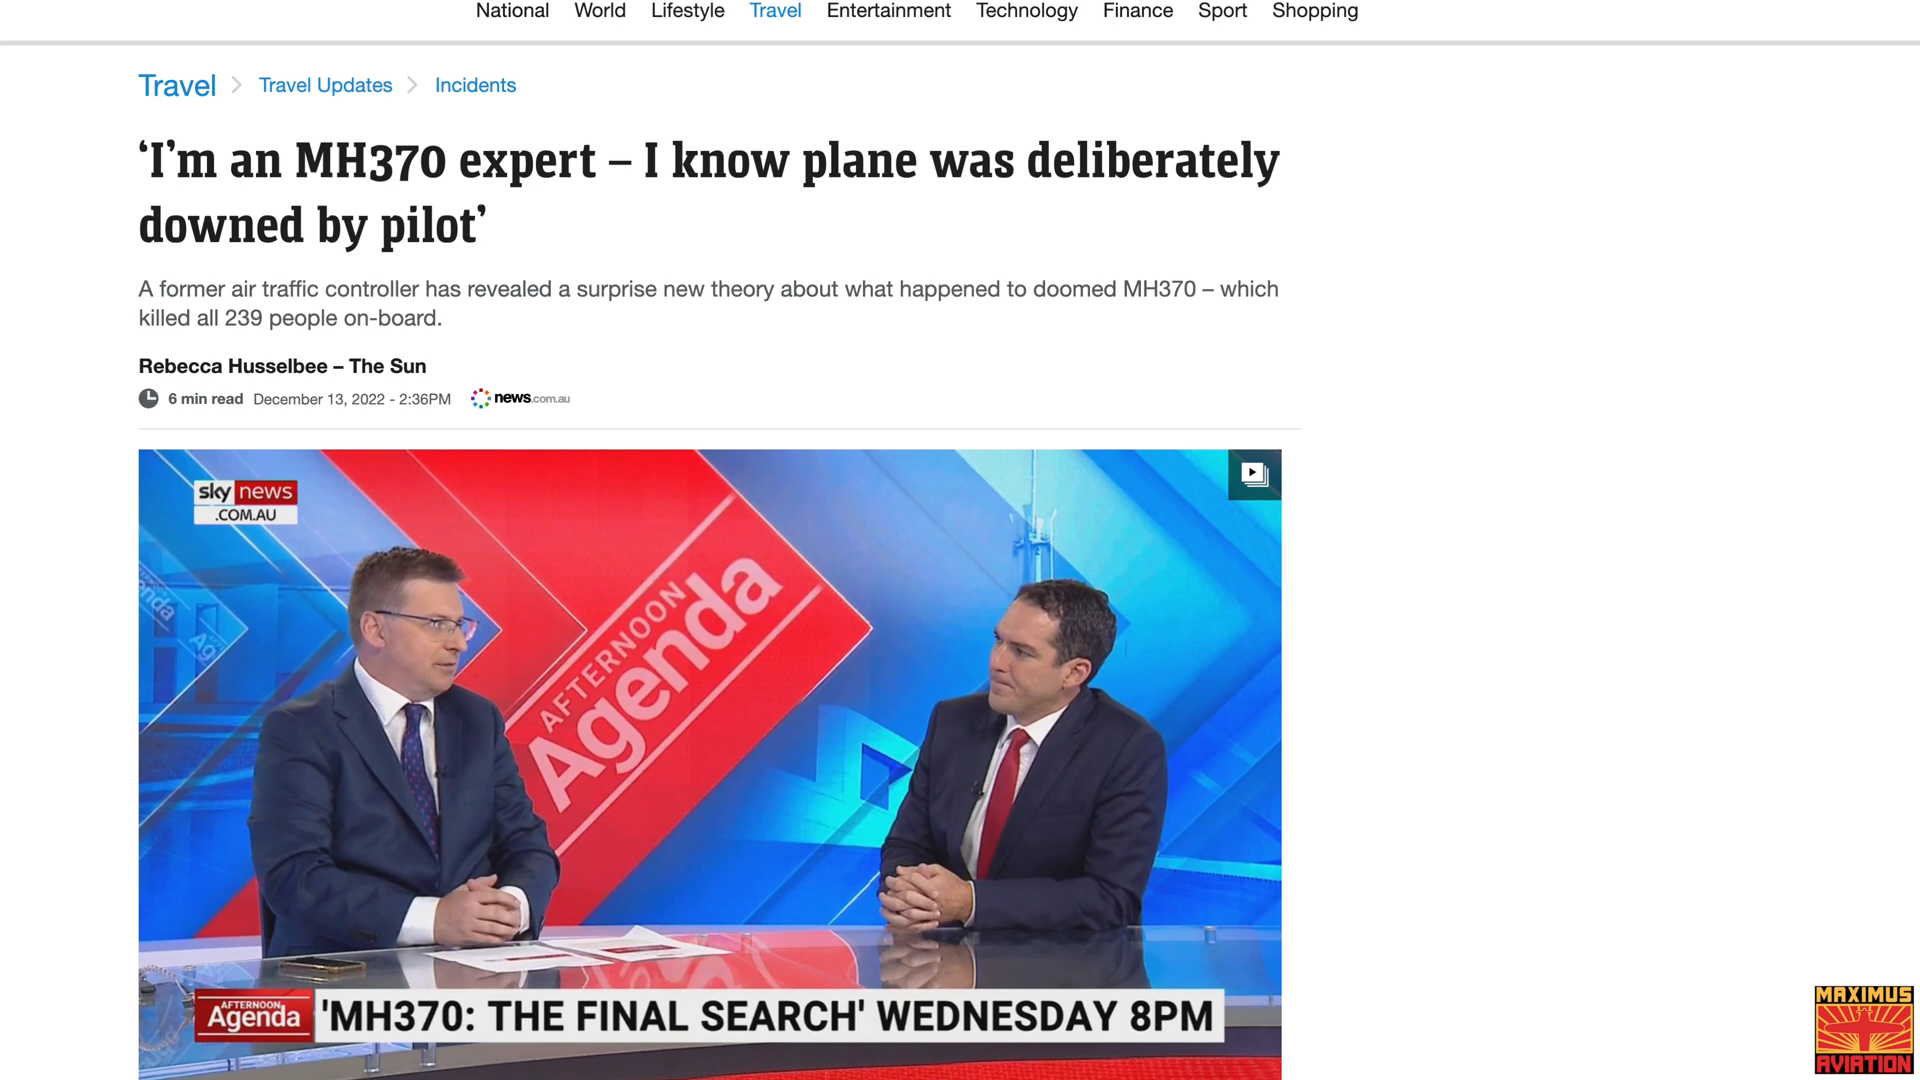 National World Lifestyle Travel Entertainment Technology Finance Sport Shopping
Travel Travel Updates Incidents
‘I’m an MH370 expert – I know plane was deliberately
downed by pilot’
A former air traffic controller has revealed a surprise new theory about what happened to doomed MH370 – which
killed all 239 people on-board.
Rebecca Husselbee – The Sun
6 min read December 13, 2022 - 2:36PM news.com.au
sky news
.COM.AU
AFTERNOON
Agenda
enda
Ag
AFTERNOON
Agenda
'MH370: THE FINAL SEARCH' WEDNESDAY 8PM
MAXIMUS
AVIATION